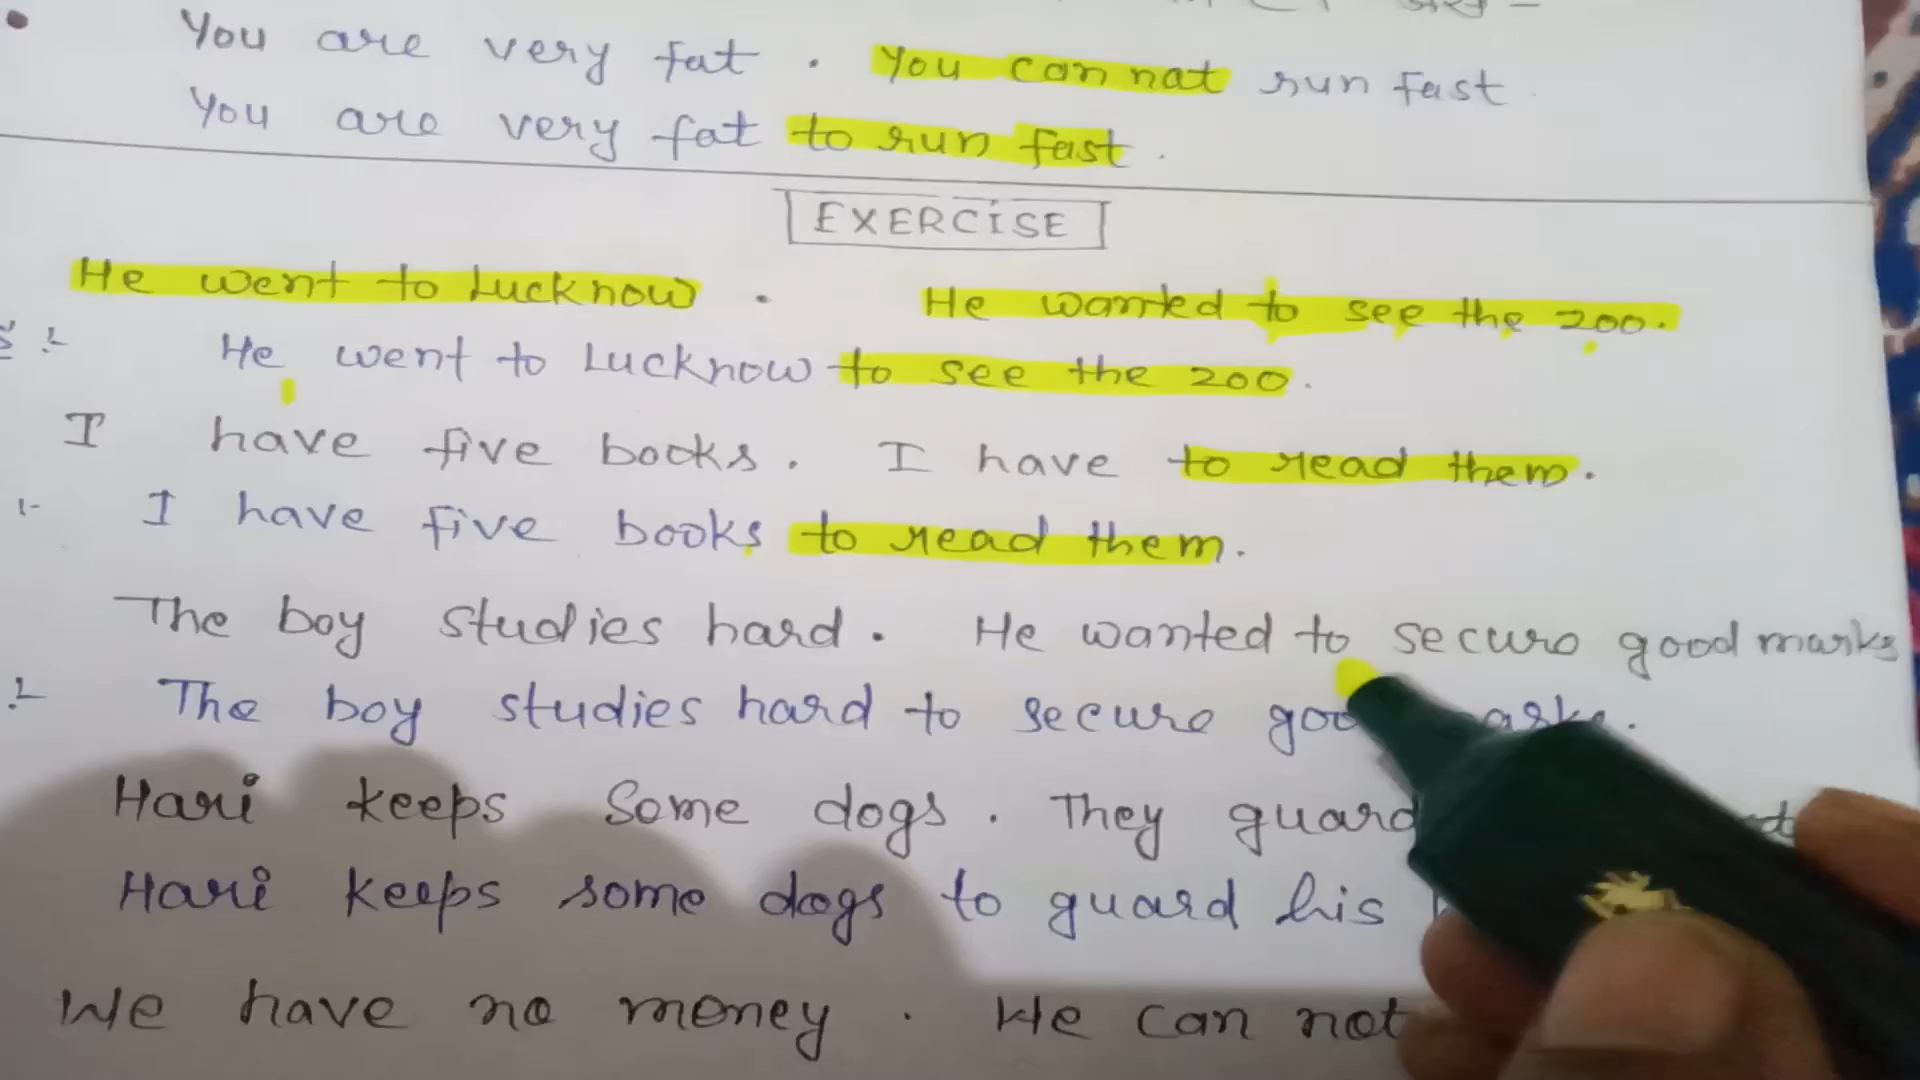 You are very fat. You can nat run fast
You are very fat to run fast.
EXERCISE
He went to Lucknow. He wanted to see the zoo.
He went to Lucknow to see the zoo.
I have five books. I have to read them.
I have five books to read them.
The boy studies hard. He wanted to secure good marks
The boy studies hard to secure
Hari keeps some dogs. They guard
Hari keeps some dogs to guard his
We have no money. He can not